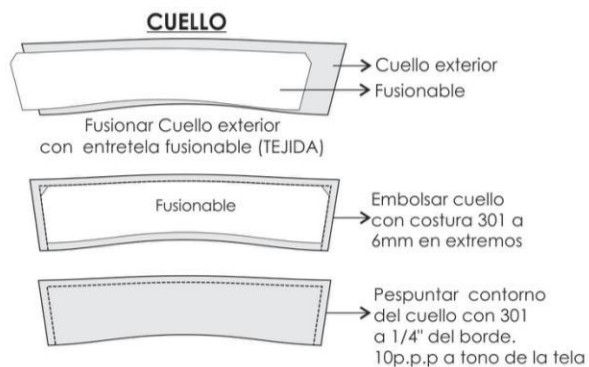 CUELLO
Cuello exterior
Fusionable
Fusionar Cuello exterior
con entretela fusionable (TEJIDA)
Fusionable
Embolsar cuello
con costura 301 a
6mm en extremos
Pespuntar contorno
del cuello con 301
a 1/4" del borde.
10p.p.p a tono de la tela